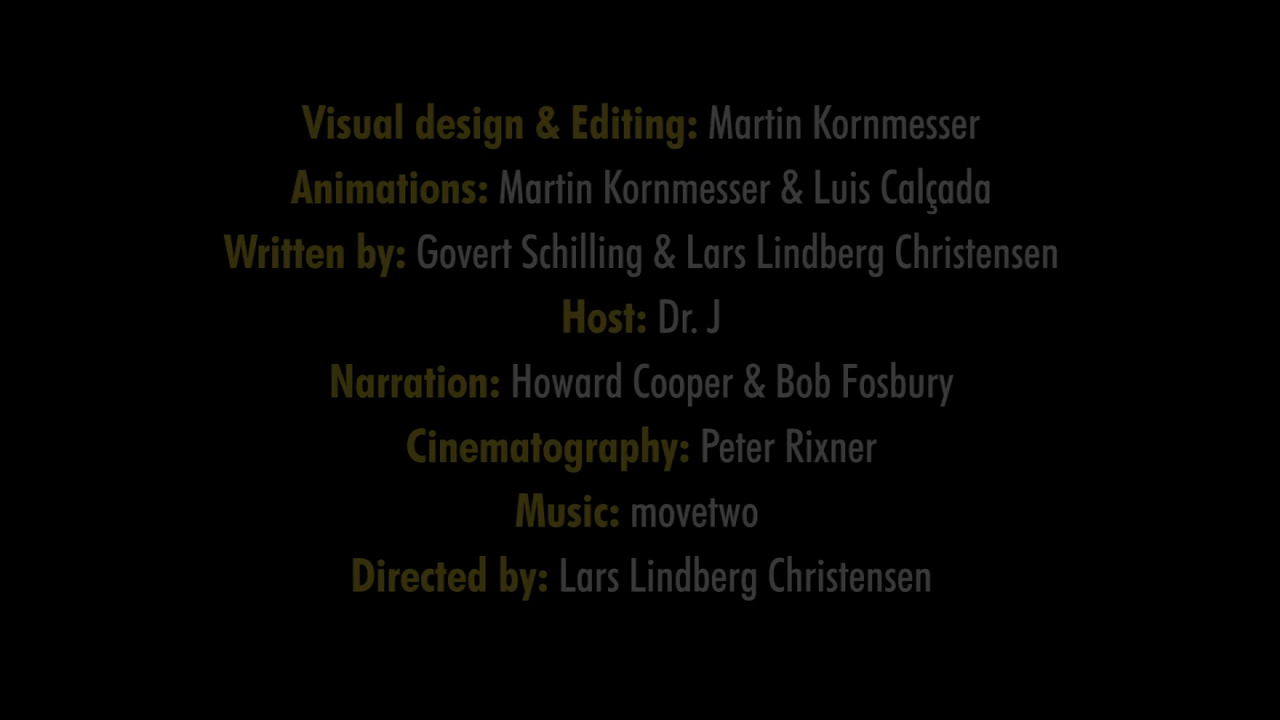 Visual design & Editing: Martin Kornmesser
Animations: Martin Kornmesser & Luis Calçada
Written by: Govert Schilling & Lars Lindberg Christensen
Host: Dr. J
Narration: Howard Cooper & Bob Fosbury
Cinematography: Peter Rixner
Music: movetwo
Directed by: Lars Lindberg Christensen